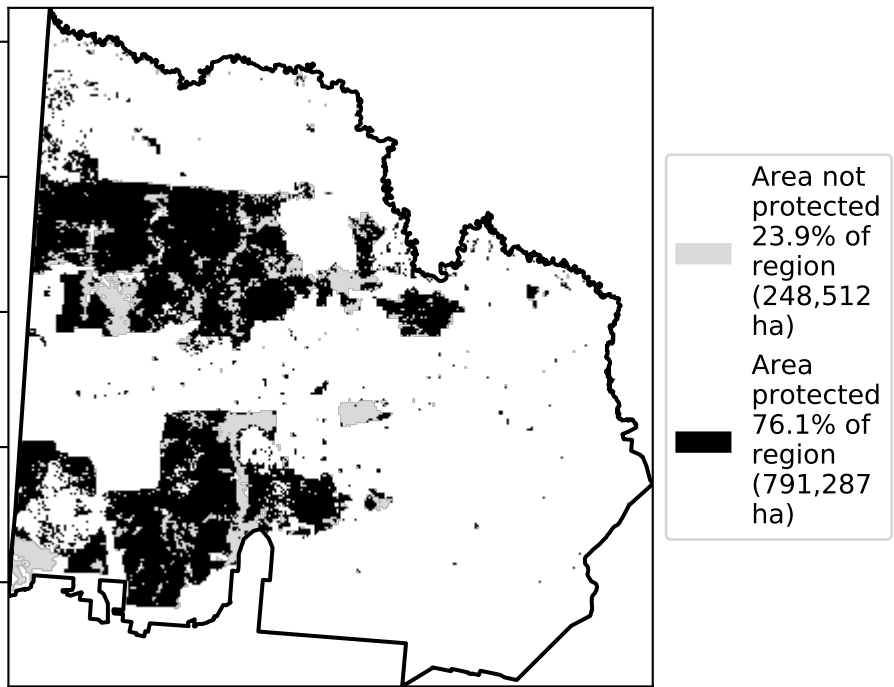 Area not
protected
23.9% of
region
(248,512
ha)
Area
protected
76.1% of
region
(791,287
ha)